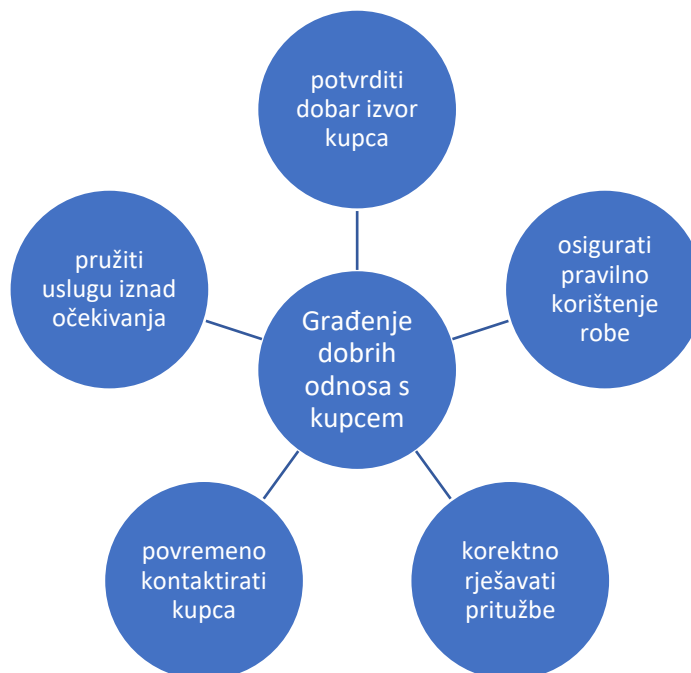 potvrditi
dobar izvor
kupca
osigurati
pravilno
korištenje
robe
pružiti
uslugu iznad
očekivanja
Građenje
dobrih
odnosa s
kupcem
povremeno
kontaktirati
kupca
korektno
rješavati
pritužbe